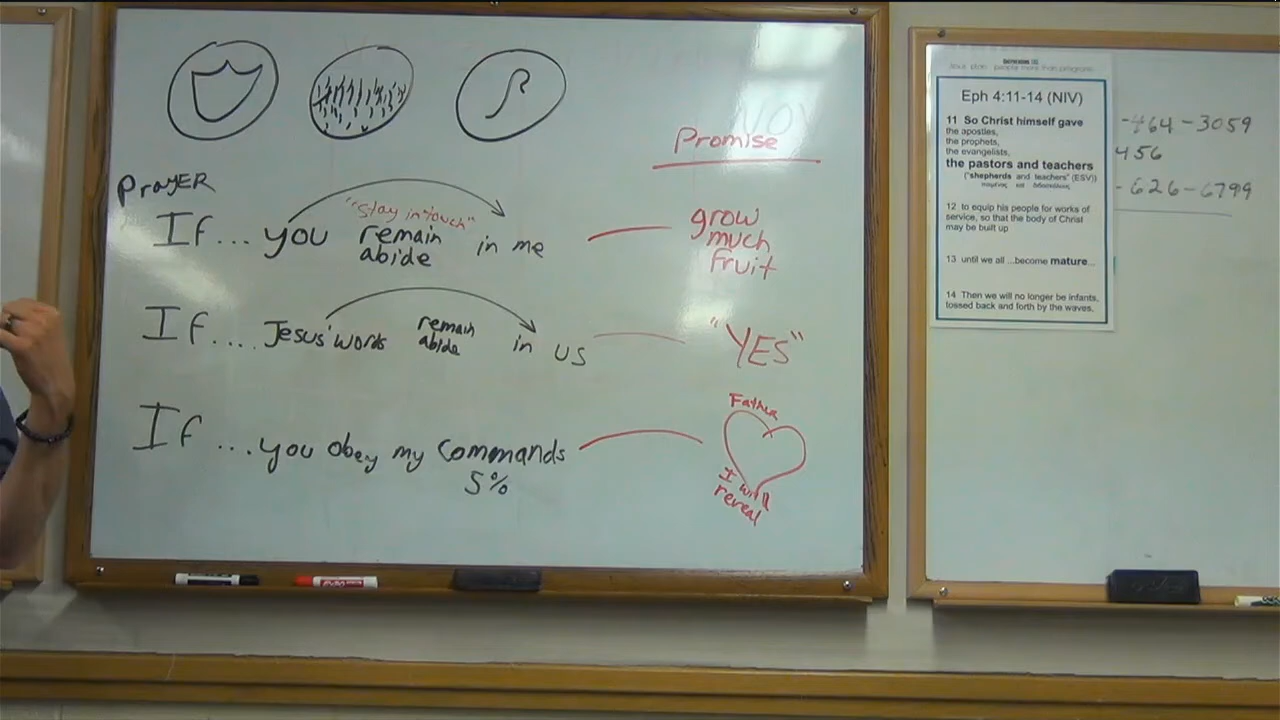 Promise
PrayER
"Stay in touch"
If... you remain in me
abide
grow
much
fruit
If.... Jesus' words remain in us
abide
"YES"
If ...you obey my commands
5%
Father
I will
reveal
Eph 4:11-14 (NIV)
11 So Christ himself gave
the apostles,
the prophets,
the evangelists,
the pastors and teachers
("shepherds and teachers" (ESV))
12 to equip his people for works of
service, so that the body of Christ
may be built up
13 until we all ...become mature...
14 Then we will no longer be infants,
tossed back and forth by the waves.
-464-3059
456
-626-6799